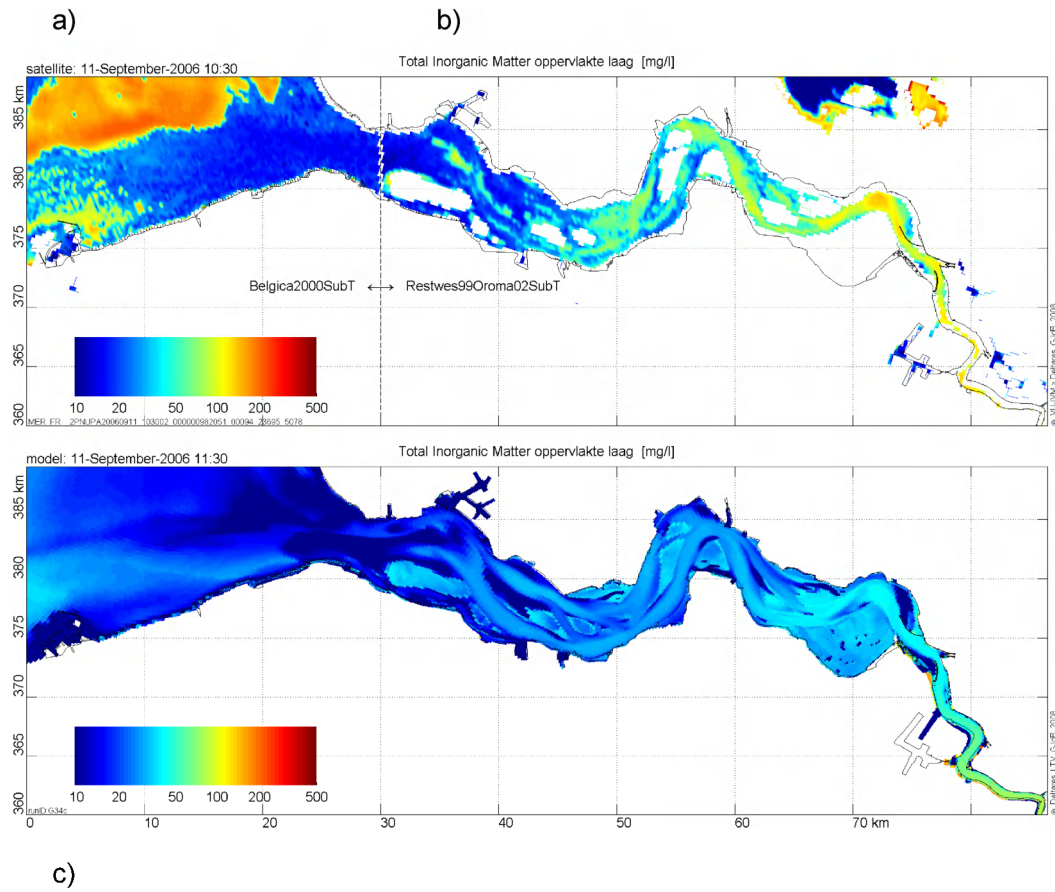 a)
b)
satellite: 11-September-2006 10:30
Total Inorganic Matter oppervlakte laag [mg/l]
385 km
380
375
370
365
360
Belgica2000SubT ↔ Restwes99Oroma02SubT
10 20 50 100 200 500
MER_FR__2PNUPA20060911_103002_000000982051_00094_23695_5078
model: 11-September-2006 11:30
Total Inorganic Matter oppervlakte laag [mg/l]
385 km
380
375
370
365
360
10 20 50 100 200 500
runID:G34c
0 10 20 30 40 50 60 70 km
c)